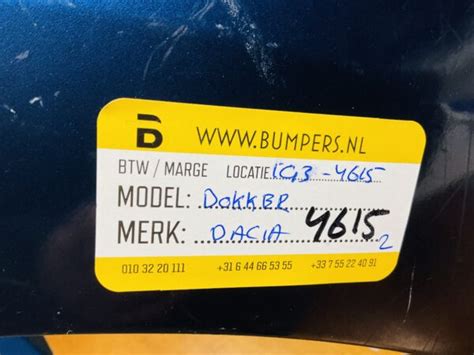 B WWW.BUMPERS.NL
BTW / MARGE LOCATIE: IG3-4615
MODEL: DOKKER
MERK: DACIA 4615 2
010 32 20 111 +31 6 44 66 53 55 +33 7 55 22 40 91